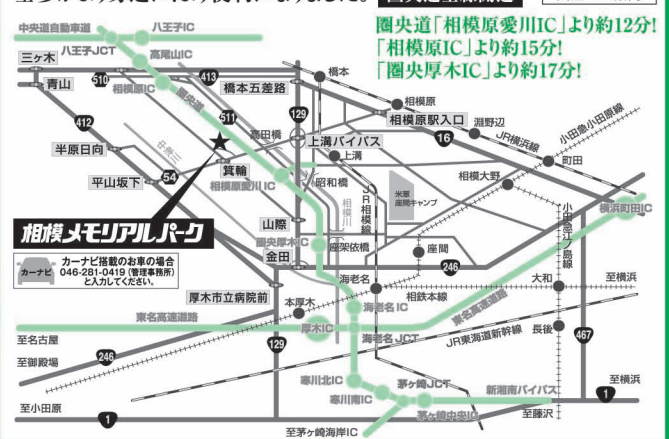 圏央道「相模原愛川IC」より約12分!
「相模原IC」より約15分!
「圏央厚木IC」より約17分!
中央道自動車道
八王子IC
八王子JCT
高尾山IC
三ヶ木
青山
510
413
相模原IC
圏央道
橋本五差路
橋本
511
129
相模原
相模原駅入口
淵野辺
JR横浜線
小田急小田原線
16
町田
412
高田橋
上溝バイパス
上溝
半原日向
三増
箕輪
54
平山坂下
相模原愛川IC
昭和橋
JR相模線
相模川
米軍
座間キャンプ
相模大野
小田急江ノ島線
横浜町田IC
相模メモリアルパーク
山際
圏央厚木IC
座架依橋
座間
金田
246
カーナビ
カーナビ搭載のお車の場合
046-281-0419(管理事務所)
と入力してください。
厚木市立病院前
本厚木
海老名
相鉄本線
大和
至横浜
東名高速道路
厚木IC
海老名IC
海老名JCT
東名高速道路
至名古屋
JR東海道新幹線
長後
467
至御殿場
246
129
寒川北IC
寒川南IC
茅ヶ崎JCT
新湘南バイパス
1
至横浜
至小田原
1
茅ヶ崎中央IC
至藤沢
至茅ヶ崎海岸IC